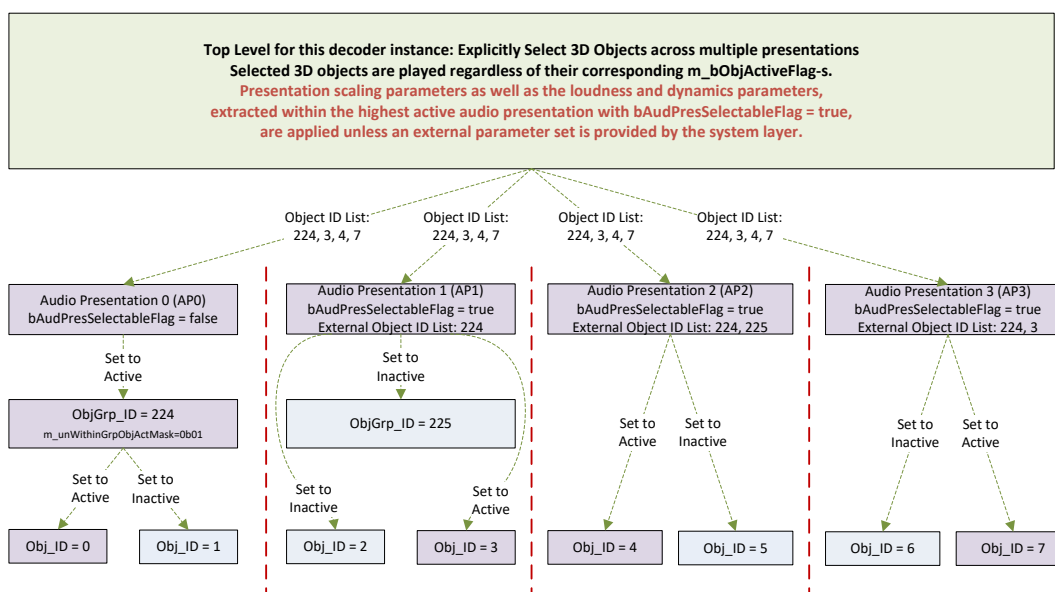 Top Level for this decoder instance: Explicitly Select 3D Objects across multiple presentations
Selected 3D objects are played regardless of their corresponding m_bObjActiveFlag-s.
Presentation scaling parameters as well as the loudness and dynamics parameters,
extracted within the highest active audio presentation with bAudPresSelectableFlag = true,
are applied unless an external parameter set is provided by the system layer.
Object ID List:
224, 3, 4, 7
Object ID List:
224, 3, 4, 7
Object ID List:
224, 3, 4, 7
Object ID List:
224, 3, 4, 7
Audio Presentation 0 (AP0)
bAudPresSelectableFlag = false
Audio Presentation 1 (AP1)
bAudPresSelectableFlag = true
External Object ID List: 224
Audio Presentation 2 (AP2)
bAudPresSelectableFlag = true
External Object ID List: 224, 225
Audio Presentation 3 (AP3)
bAudPresSelectableFlag = true
External Object ID List: 224, 3
Set to
Active
Set to
Inactive
ObjGrp_ID = 224
m_unWithinGrpObjActMask=0b01
ObjGrp_ID = 225
Set to
Active
Set to
Inactive
Set to
Inactive
Set to
Active
Set to
Active
Set to
Inactive
Set to
Inactive
Set to
Active
Obj_ID = 0
Obj_ID = 1
Obj_ID = 2
Obj_ID = 3
Obj_ID = 4
Obj_ID = 5
Obj_ID = 6
Obj_ID = 7